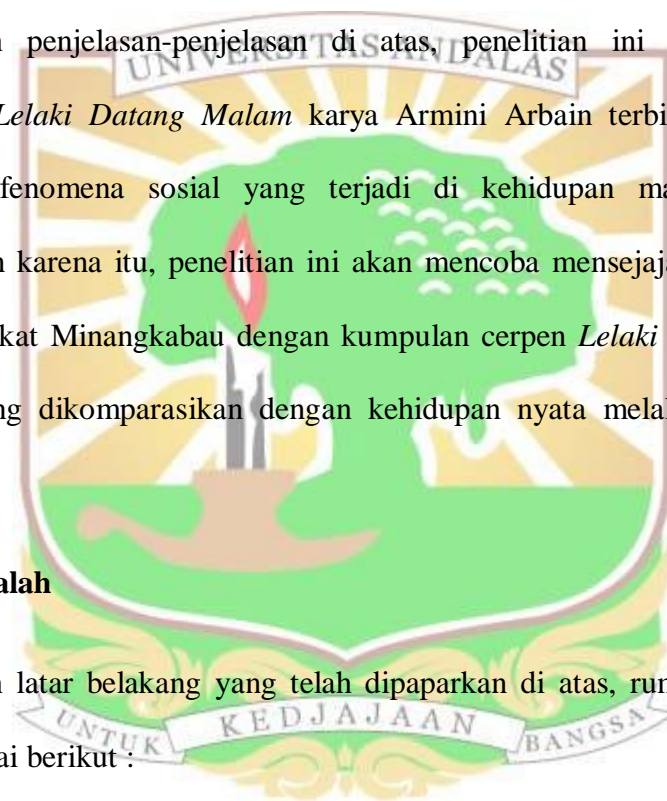 penjelasan-penjelasan di atas, penelitian ini
UNIVERSITAS ANDALAS
Lelaki Datang Malam karya Armini Arbain terbi
fenomena sosial yang terjadi di kehidupan ma
karena itu, penelitian ini akan mencoba mensejaja
kat Minangkabau dengan kumpulan cerpen Lelaki
ng dikomparasikan dengan kehidupan nyata mela
alah
latar belakang yang telah dipaparkan di atas, ru
UNTUK KEDJAJAAN BANGSA
ai berikut :